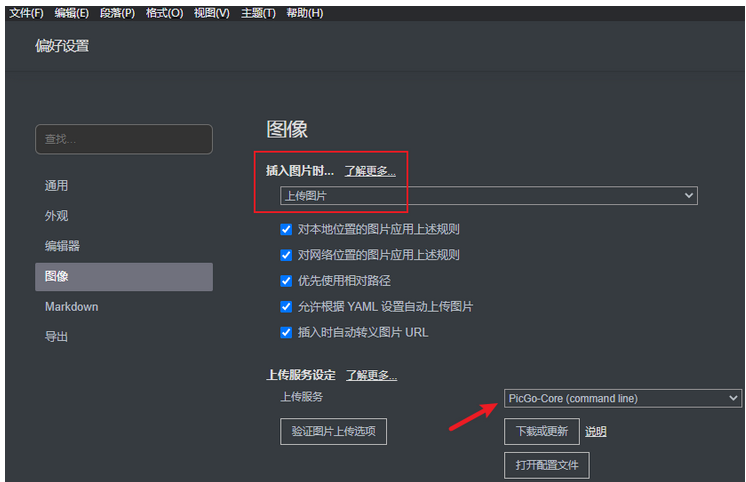 文件(F) 编辑(E) 段落(P) 格式(O) 视图(V) 主题(T) 帮助(H)
偏好设置
查找...
通用
外观
编辑器
图像
Markdown
导出
图像
插入图片时... 了解更多...
上传图片
对本地位置的图片应用上述规则
对网络位置的图片应用上述规则
优先使用相对路径
允许根据 YAML 设置自动上传图片
插入时自动转义图片 URL
上传服务设定 了解更多...
上传服务 PicGo-Core (command line)
验证图片上传选项 下载或更新 说明
打开配置文件